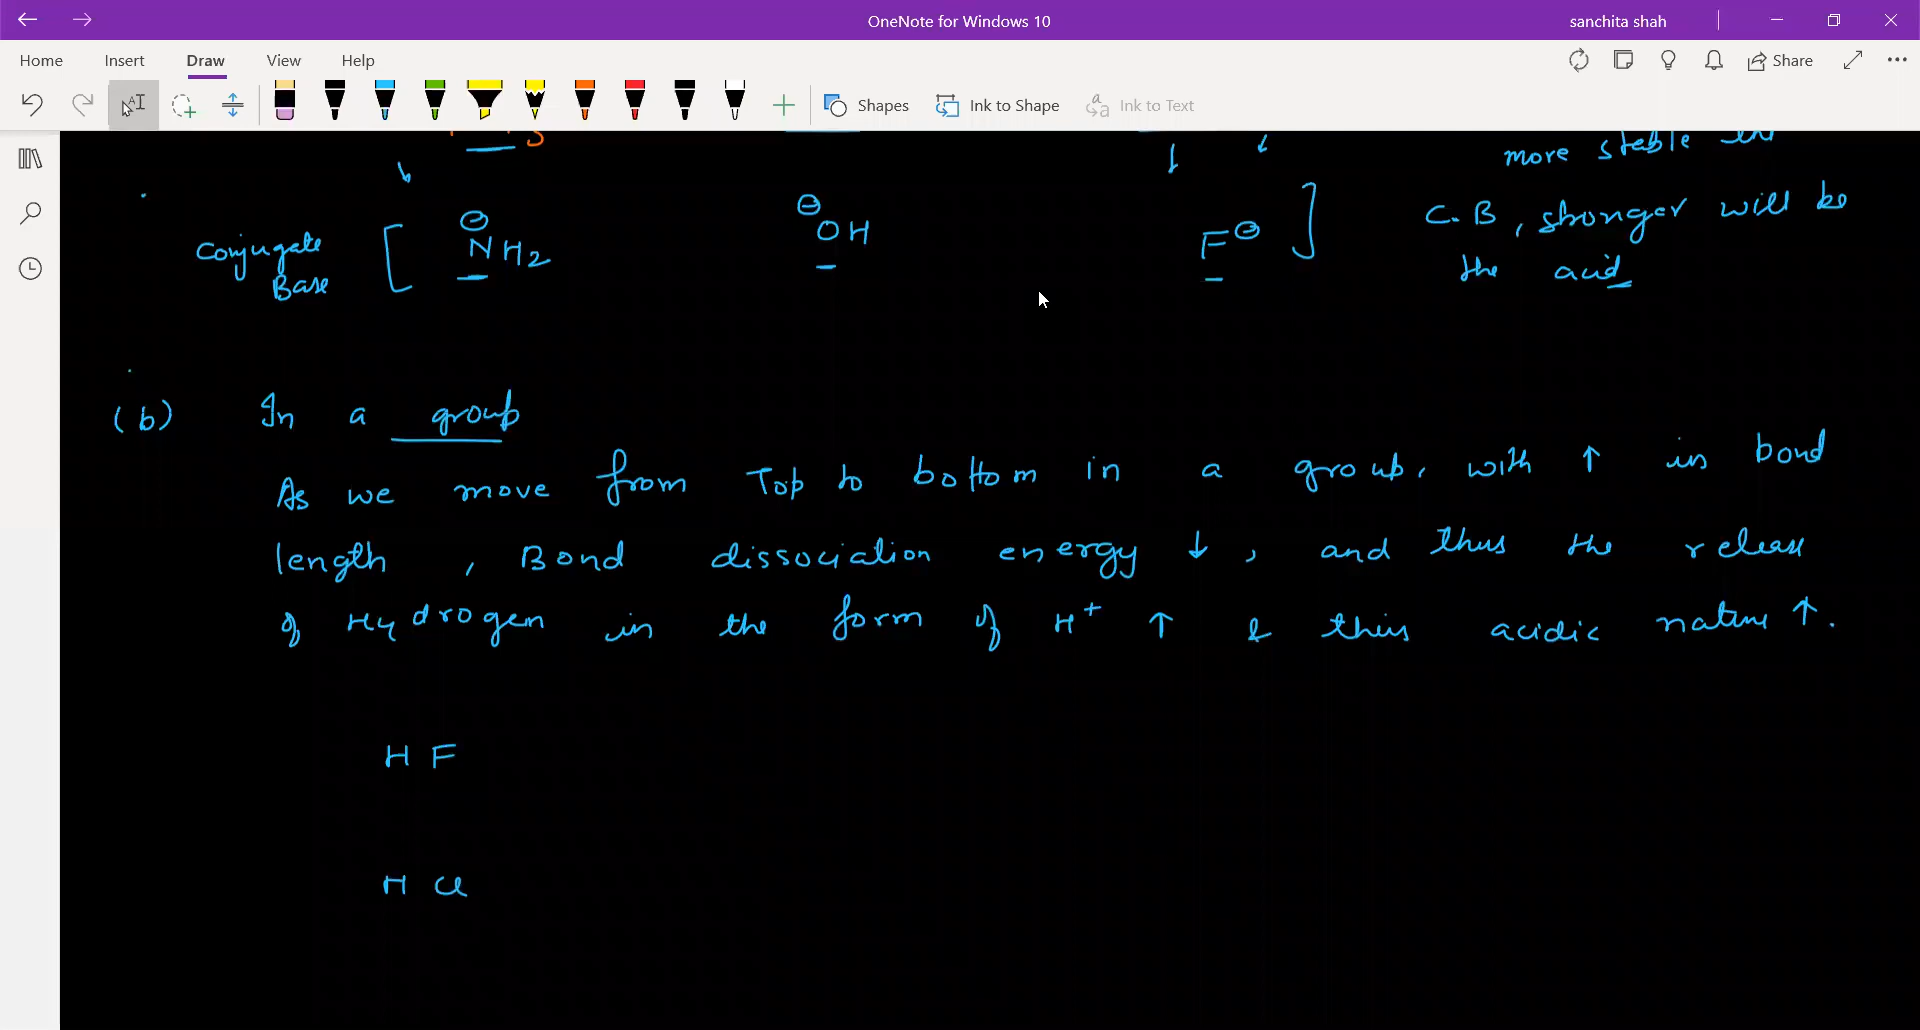 OneNote for Windows 10
sanchita shah
Home Insert Draw View Help
Share
Shapes Ink to Shape Ink to Text
more stable the
Conjugate Base [ NH2⊖ ⊖OH F⊖ ]
C.B, stronger will be
the acid
(b) In a group
As we move from Top to bottom in a group, with ↑ in bond
length, Bond dissociation energy ↓, and thus the release
of Hydrogen in the form of H+ ↑ & thus acidic nature ↑.
HF
HCl